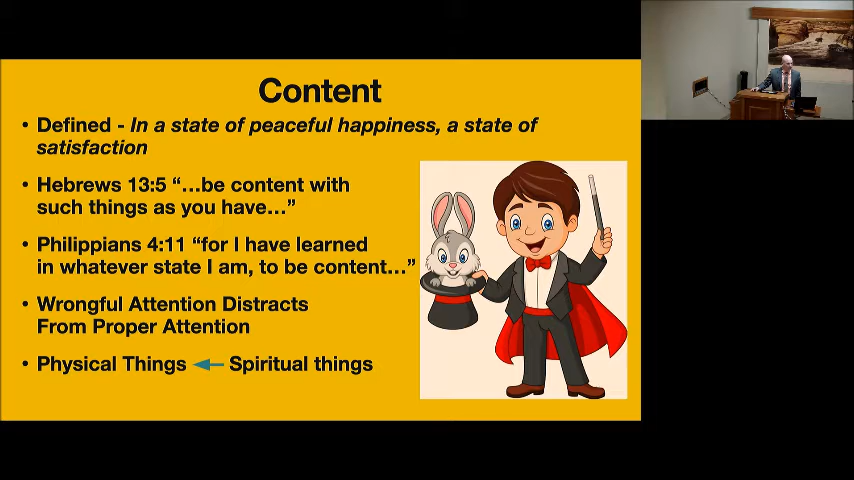 Content
• Defined - In a state of peaceful happiness, a state of
satisfaction
• Hebrews 13:5 “…be content with
such things as you have…”
• Philippians 4:11 “for I have learned
in whatever state I am, to be content…”
• Wrongful Attention Distracts
From Proper Attention
• Physical Things ← Spiritual things